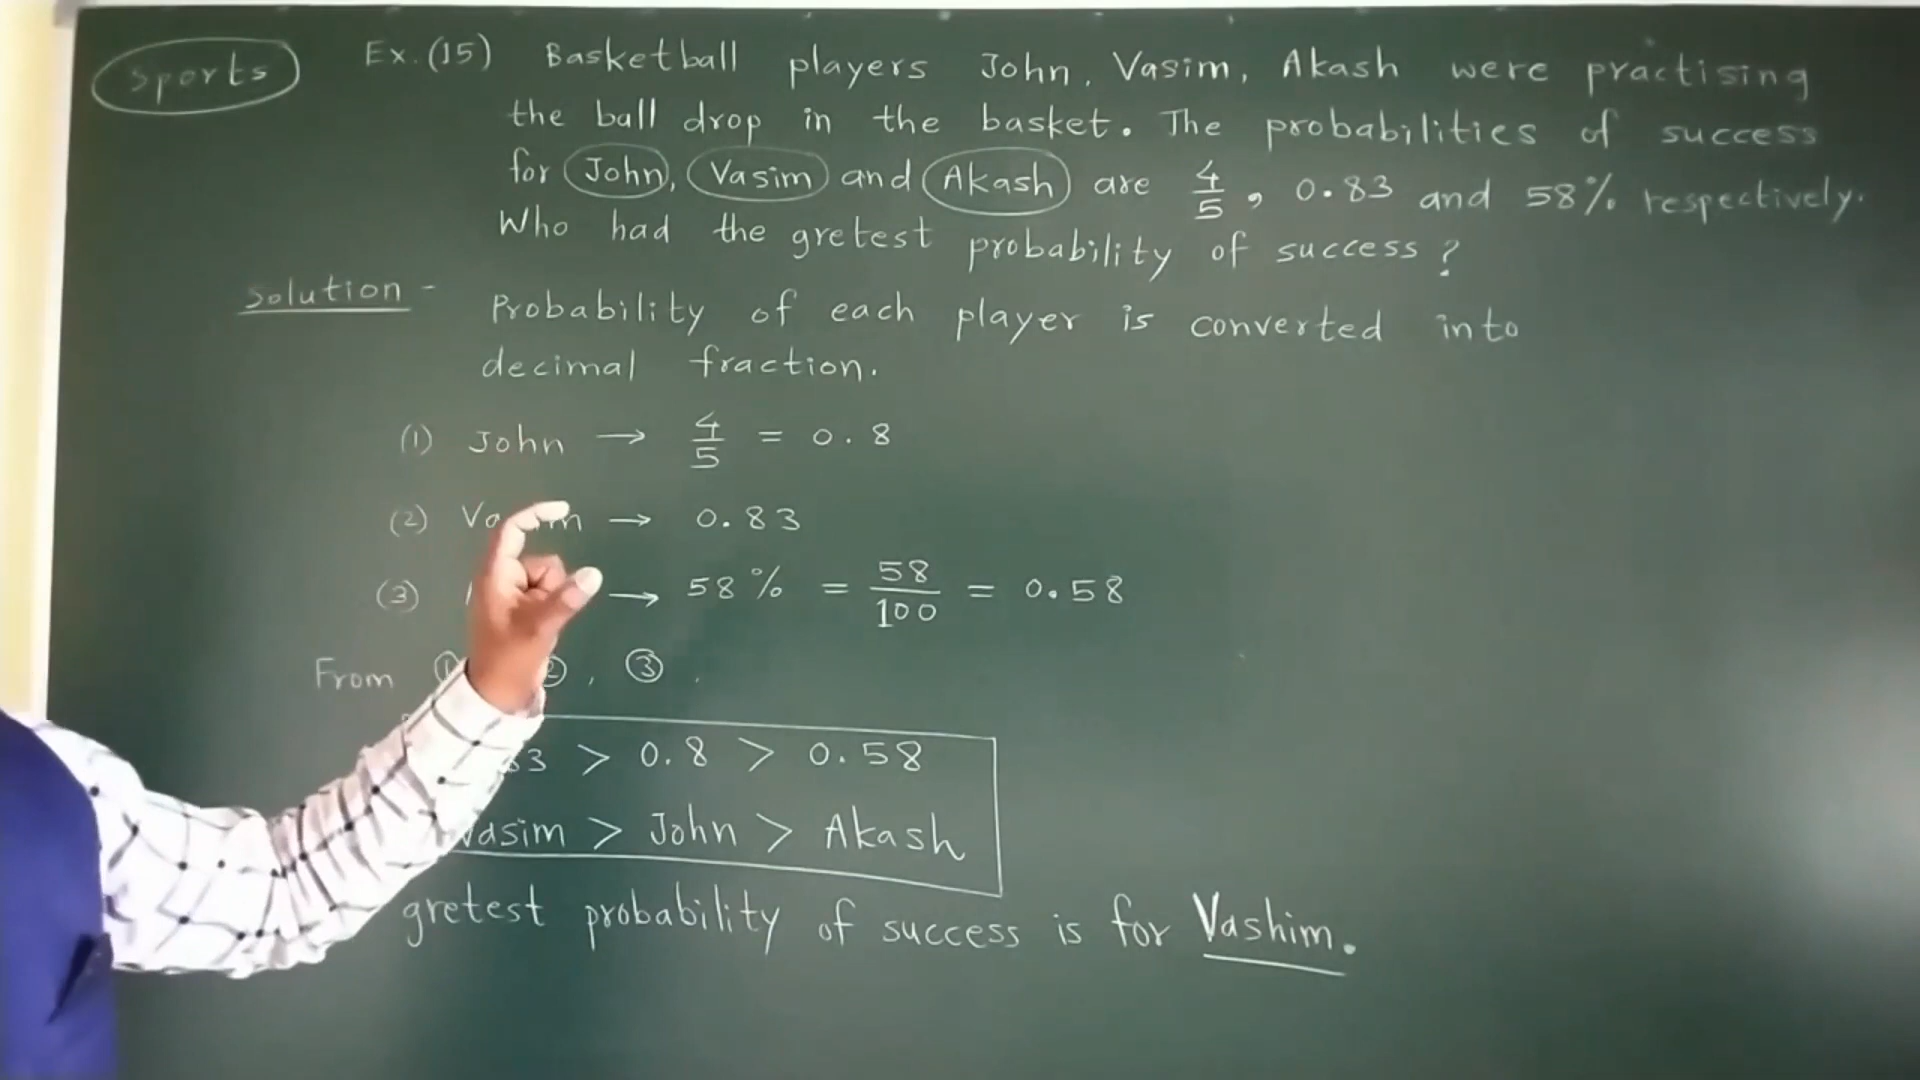 Sports
Ex. (15) Basketball players John, Vasim, Akash were practising
the ball drop in the basket. The probabilities of success
for John, Vasim and Akash are 4/5, 0.83 and 58% respectively.
Who had the gretest probability of success?
Solution - Probability of each player is converted into
decimal fraction.
(1) John → 4/5 = 0.8
(2) → 0.83
(3) → 58% = 58/100 = 0.58
From ①, ②, ③,
> 0.8 > 0.58
Vasim > John > Akash
gretest probability of success is for Vashim.